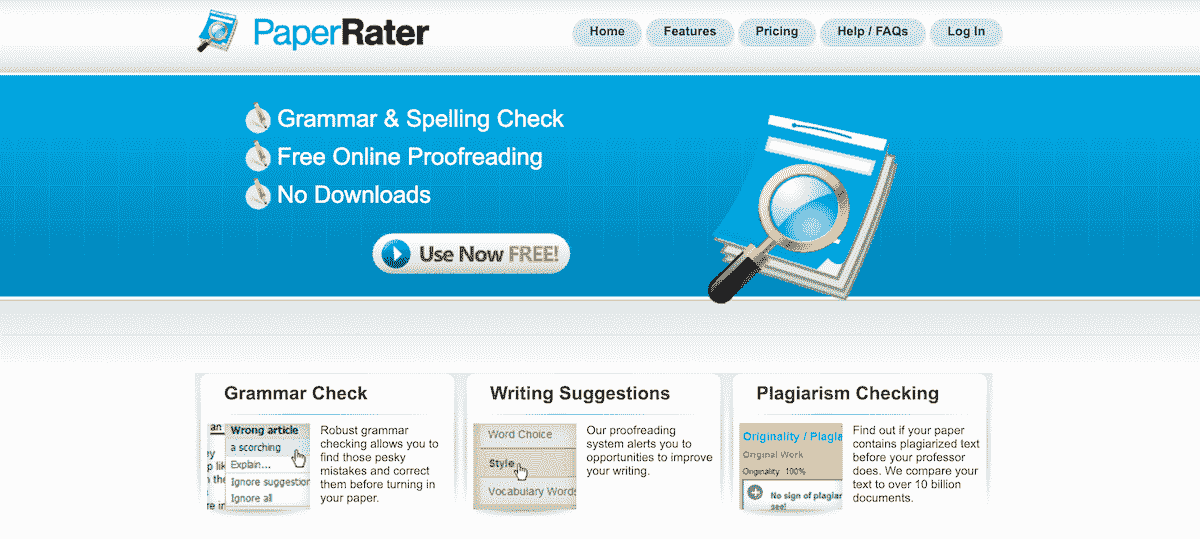 PaperRater
Home
Features
Pricing
Help / FAQs
Log In
Grammar & Spelling Check
Free Online Proofreading
No Downloads
Use Now FREE!
Grammar Check
Writing Suggestions
Plagiarism Checking
an
Wrong article
a scorching
Explain...
Ignore suggestion
Ignore all
Robust grammar
checking allows you to
find those pesky
mistakes and correct
them before turning in
your paper.
Word Choice
Style
Vocabulary Words
Our proofreading
system alerts you to
opportunities to improve
your writing.
Originality / Plagia
Original Work
Originality 100%
No sign of plagiar
see!
Find out if your paper
contains plagiarized text
before your professor
does. We compare your
text to over 10 billion
documents.